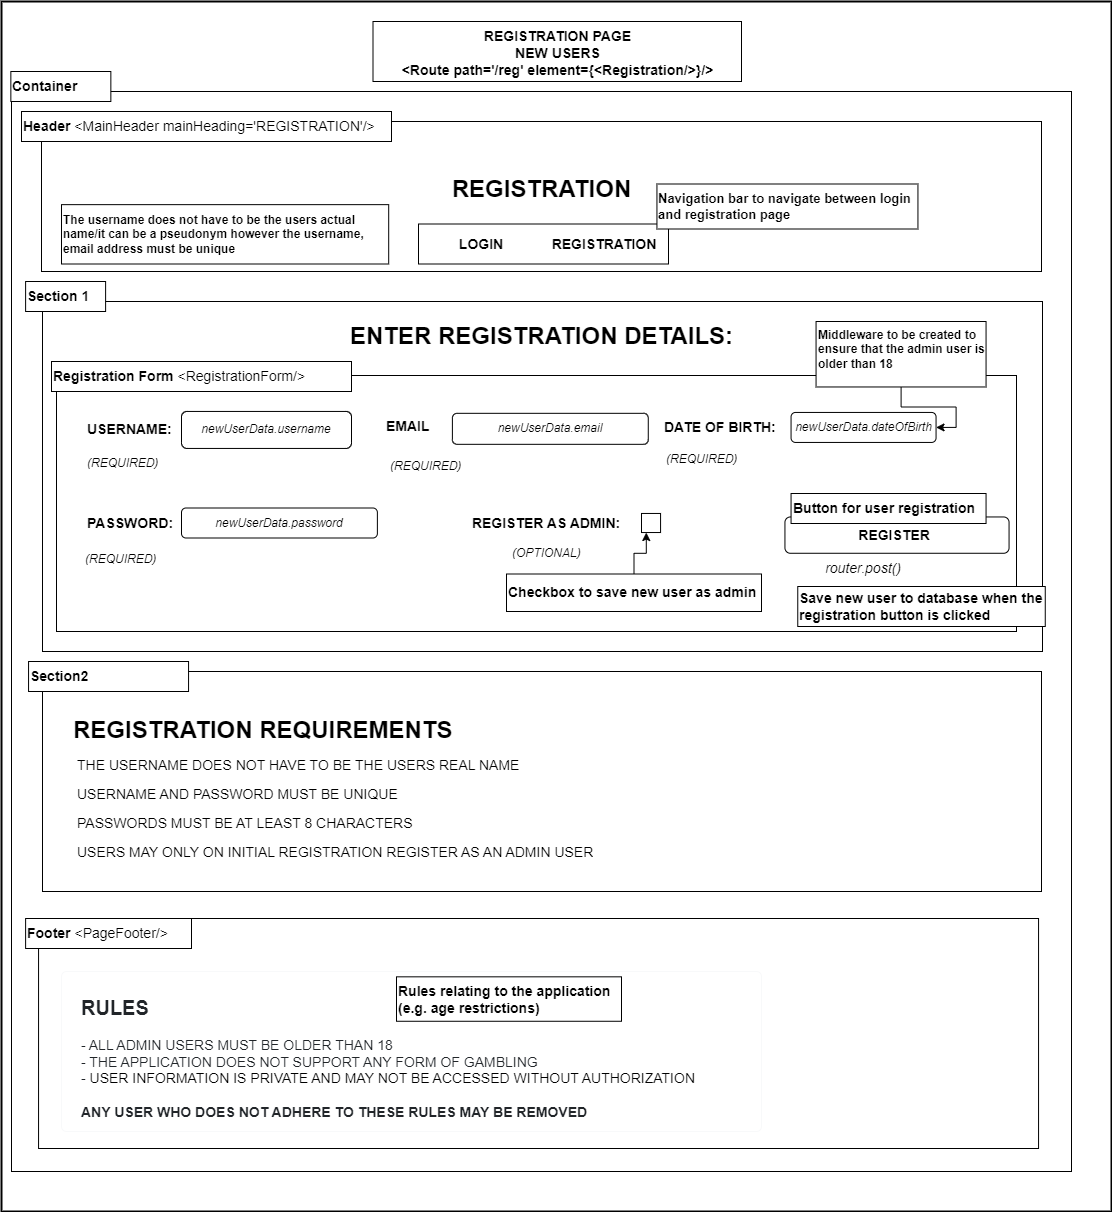 REGISTRATION PAGE
NEW USERS
<Route path='/reg' element={<Registration/>}/>
Container
Header <MainHeader mainHeading='REGISTRATION'/>
REGISTRATION
Navigation bar to navigate between login
and registration page
The username does not have to be the users actual
name/it can be a pseudonym however the username,
email address must be unique
LOGIN REGISTRATION
Section 1
ENTER REGISTRATION DETAILS:
Middleware to be created to
ensure that the admin user is
older than 18
Registration Form <RegistrationForm/>
USERNAME: newUserData.username
(REQUIRED)
EMAIL newUserData.email
(REQUIRED)
DATE OF BIRTH: newUserData.dateOfBirth
(REQUIRED)
PASSWORD: newUserData.password
(REQUIRED)
REGISTER AS ADMIN:
(OPTIONAL)
Checkbox to save new user as admin
Button for user registration
REGISTER
router.post()
Save new user to database when the
registration button is clicked
Section2
REGISTRATION REQUIREMENTS
THE USERNAME DOES NOT HAVE TO BE THE USERS REAL NAME
USERNAME AND PASSWORD MUST BE UNIQUE
PASSWORDS MUST BE AT LEAST 8 CHARACTERS
USERS MAY ONLY ON INITIAL REGISTRATION REGISTER AS AN ADMIN USER
Footer <PageFooter/>
Rules relating to the application
(e.g. age restrictions)
RULES
- ALL ADMIN USERS MUST BE OLDER THAN 18
- THE APPLICATION DOES NOT SUPPORT ANY FORM OF GAMBLING
- USER INFORMATION IS PRIVATE AND MAY NOT BE ACCESSED WITHOUT AUTHORIZATION
ANY USER WHO DOES NOT ADHERE TO THESE RULES MAY BE REMOVED